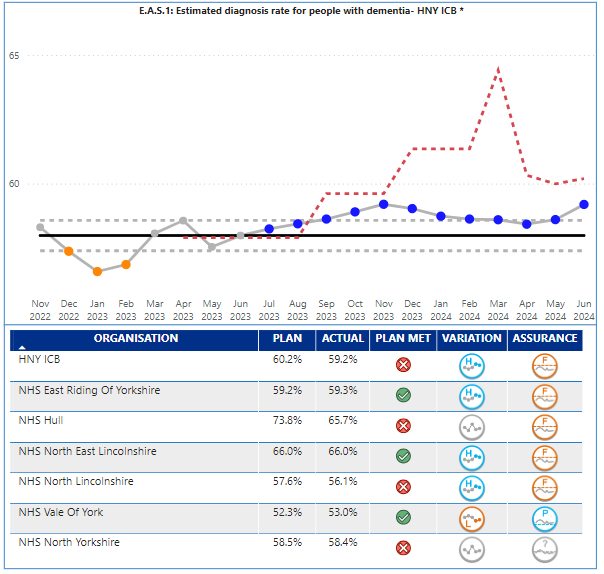 E.A.S.1: Estimated diagnosis rate for people with dementia- HNY ICB *
65
60
Nov Dec Jan Feb Mar Apr May Jun Jul Aug Sep Oct Nov Dec Jan Feb Mar Apr May Jun
2022 2022 2023 2023 2023 2023 2023 2023 2023 2023 2023 2023 2023 2023 2024 2024 2024 2024 2024 2024
ORGANISATION PLAN ACTUAL PLAN MET VARIATION ASSURANCE
HNY ICB 60.2% 59.2% H F
NHS East Riding Of Yorkshire 59.2% 59.3% H F
NHS Hull 73.8% 65.7% F
NHS North East Lincolnshire 66.0% 66.0% H F
NHS North Lincolnshire 57.6% 56.1% H F
NHS Vale Of York 52.3% 53.0% L P
NHS North Yorkshire 58.5% 58.4% ?